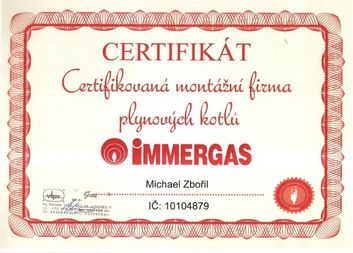 CERTIFIKÁT
Certifikovaná montážní firma
plynových kotlů
IMMERGAS
Michael Zbořil
IČ: 10104879